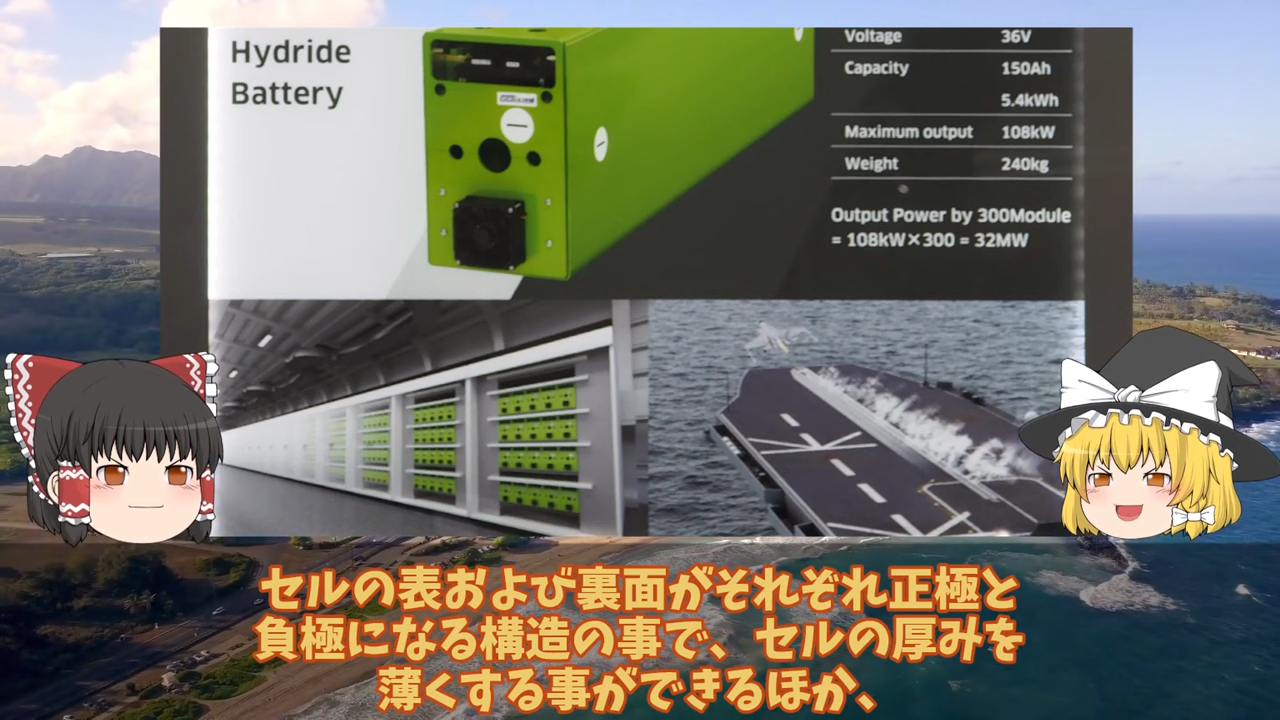 Hydride
Battery
Voltage 36V
Capacity 150Ah
5.4kWh
Maximum output 108kW
Weight 240kg
Output Power by 300Module
= 108kW×300 = 32MW
セルの表および裏面がそれぞれ正極と
負極になる構造の事で、セルの厚みを
薄くする事ができるほか、